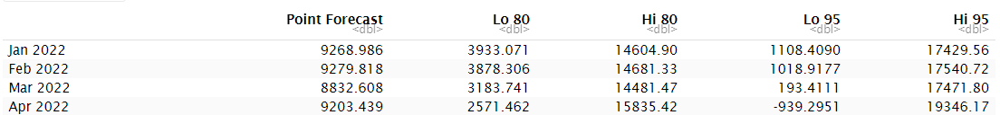 Point Forecast Lo 80 Hi 80 Lo 95 Hi 95
<dbl> <dbl> <dbl> <dbl> <dbl>
Jan 2022 9268.986 3933.071 14604.90 1108.4090 17429.56
Feb 2022 9279.818 3878.306 14681.33 1018.9177 17540.72
Mar 2022 8832.608 3183.741 14481.47 193.4111 17471.80
Apr 2022 9203.439 2571.462 15835.42 -939.2951 19346.17